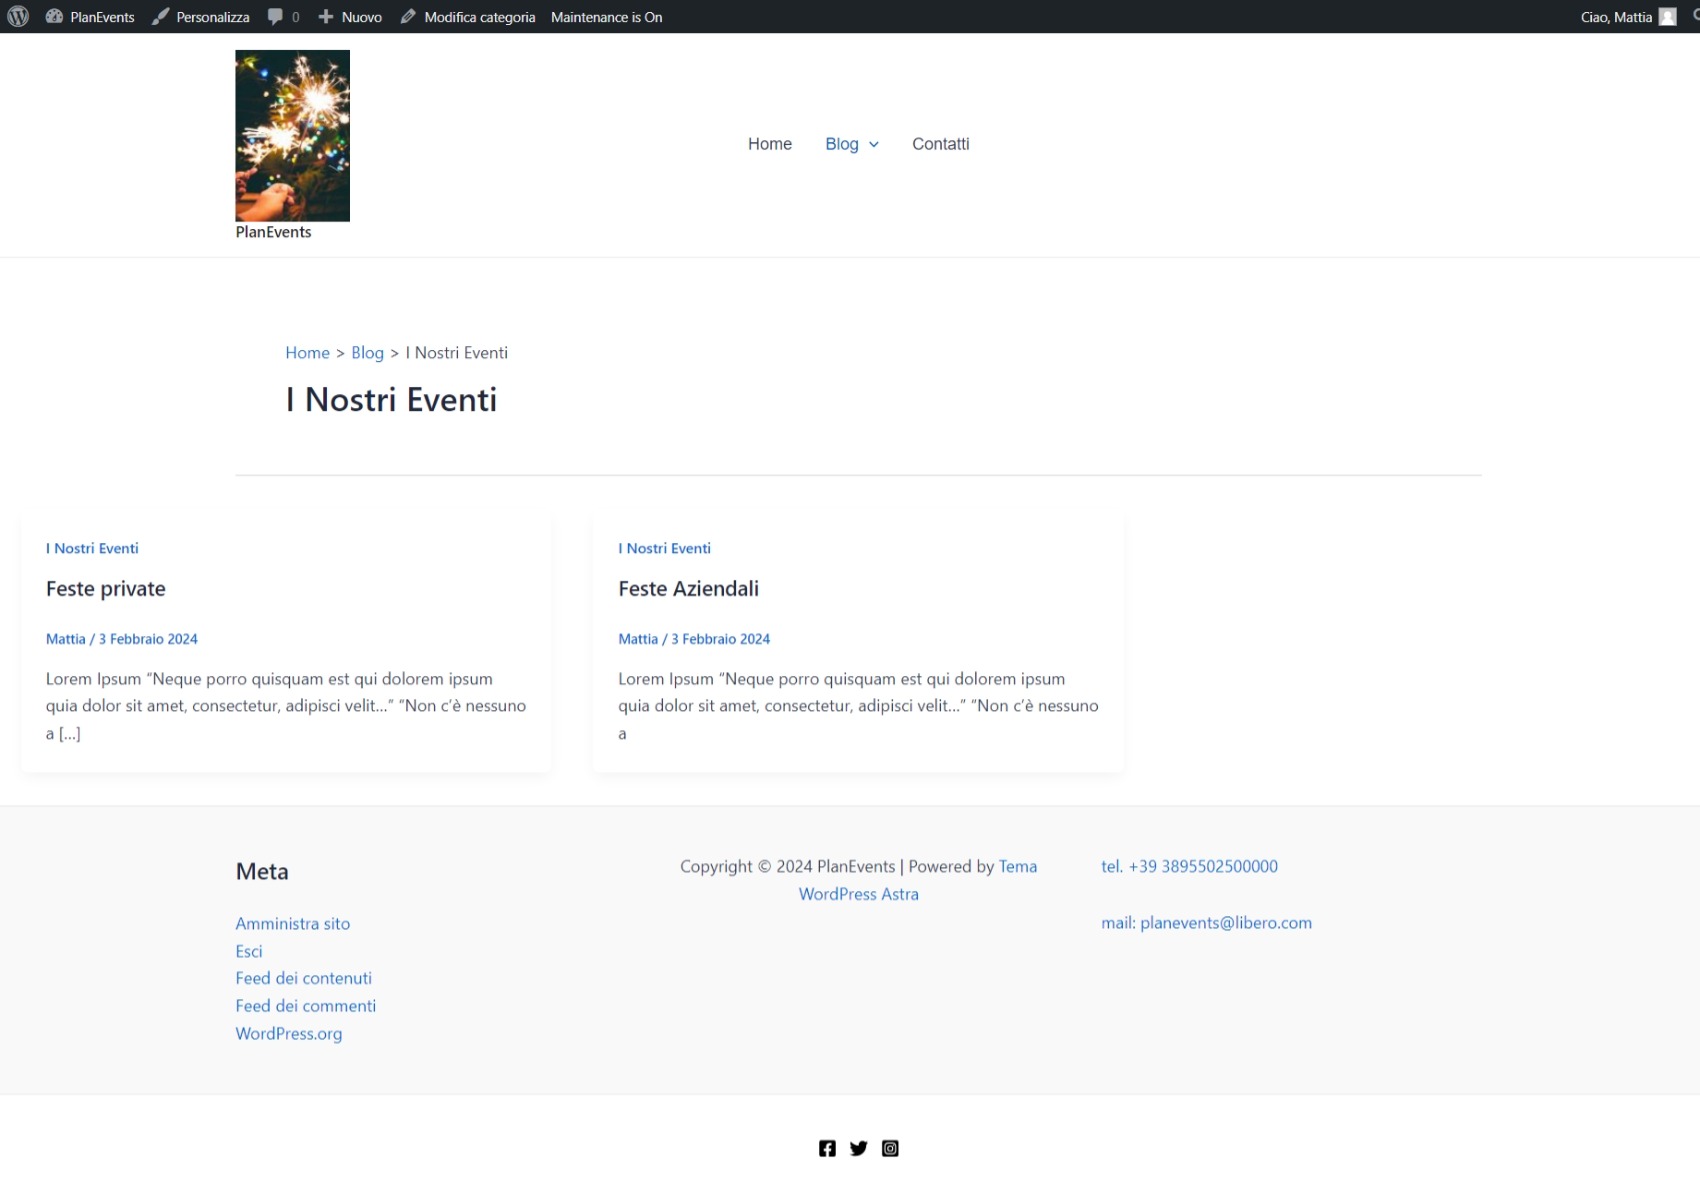 PlanEvents Personalizza 0 Nuovo Modifica categoria Maintenance is On Ciao, Mattia
Home Blog Contatti
PlanEvents
Home > Blog > I Nostri Eventi
I Nostri Eventi
I Nostri Eventi
Feste private
Mattia / 3 Febbraio 2024
Lorem Ipsum “Neque porro quisquam est qui dolorem ipsum
quia dolor sit amet, consectetur, adipisci velit…” “Non c’è nessuno
a […]
I Nostri Eventi
Feste Aziendali
Mattia / 3 Febbraio 2024
Lorem Ipsum “Neque porro quisquam est qui dolorem ipsum
quia dolor sit amet, consectetur, adipisci velit…” “Non c’è nessuno
a
Meta
Amministra sito
Esci
Feed dei contenuti
Feed dei commenti
WordPress.org
Copyright © 2024 PlanEvents | Powered by Tema
WordPress Astra
tel. +39 3895502500000
mail: planevents@libero.com